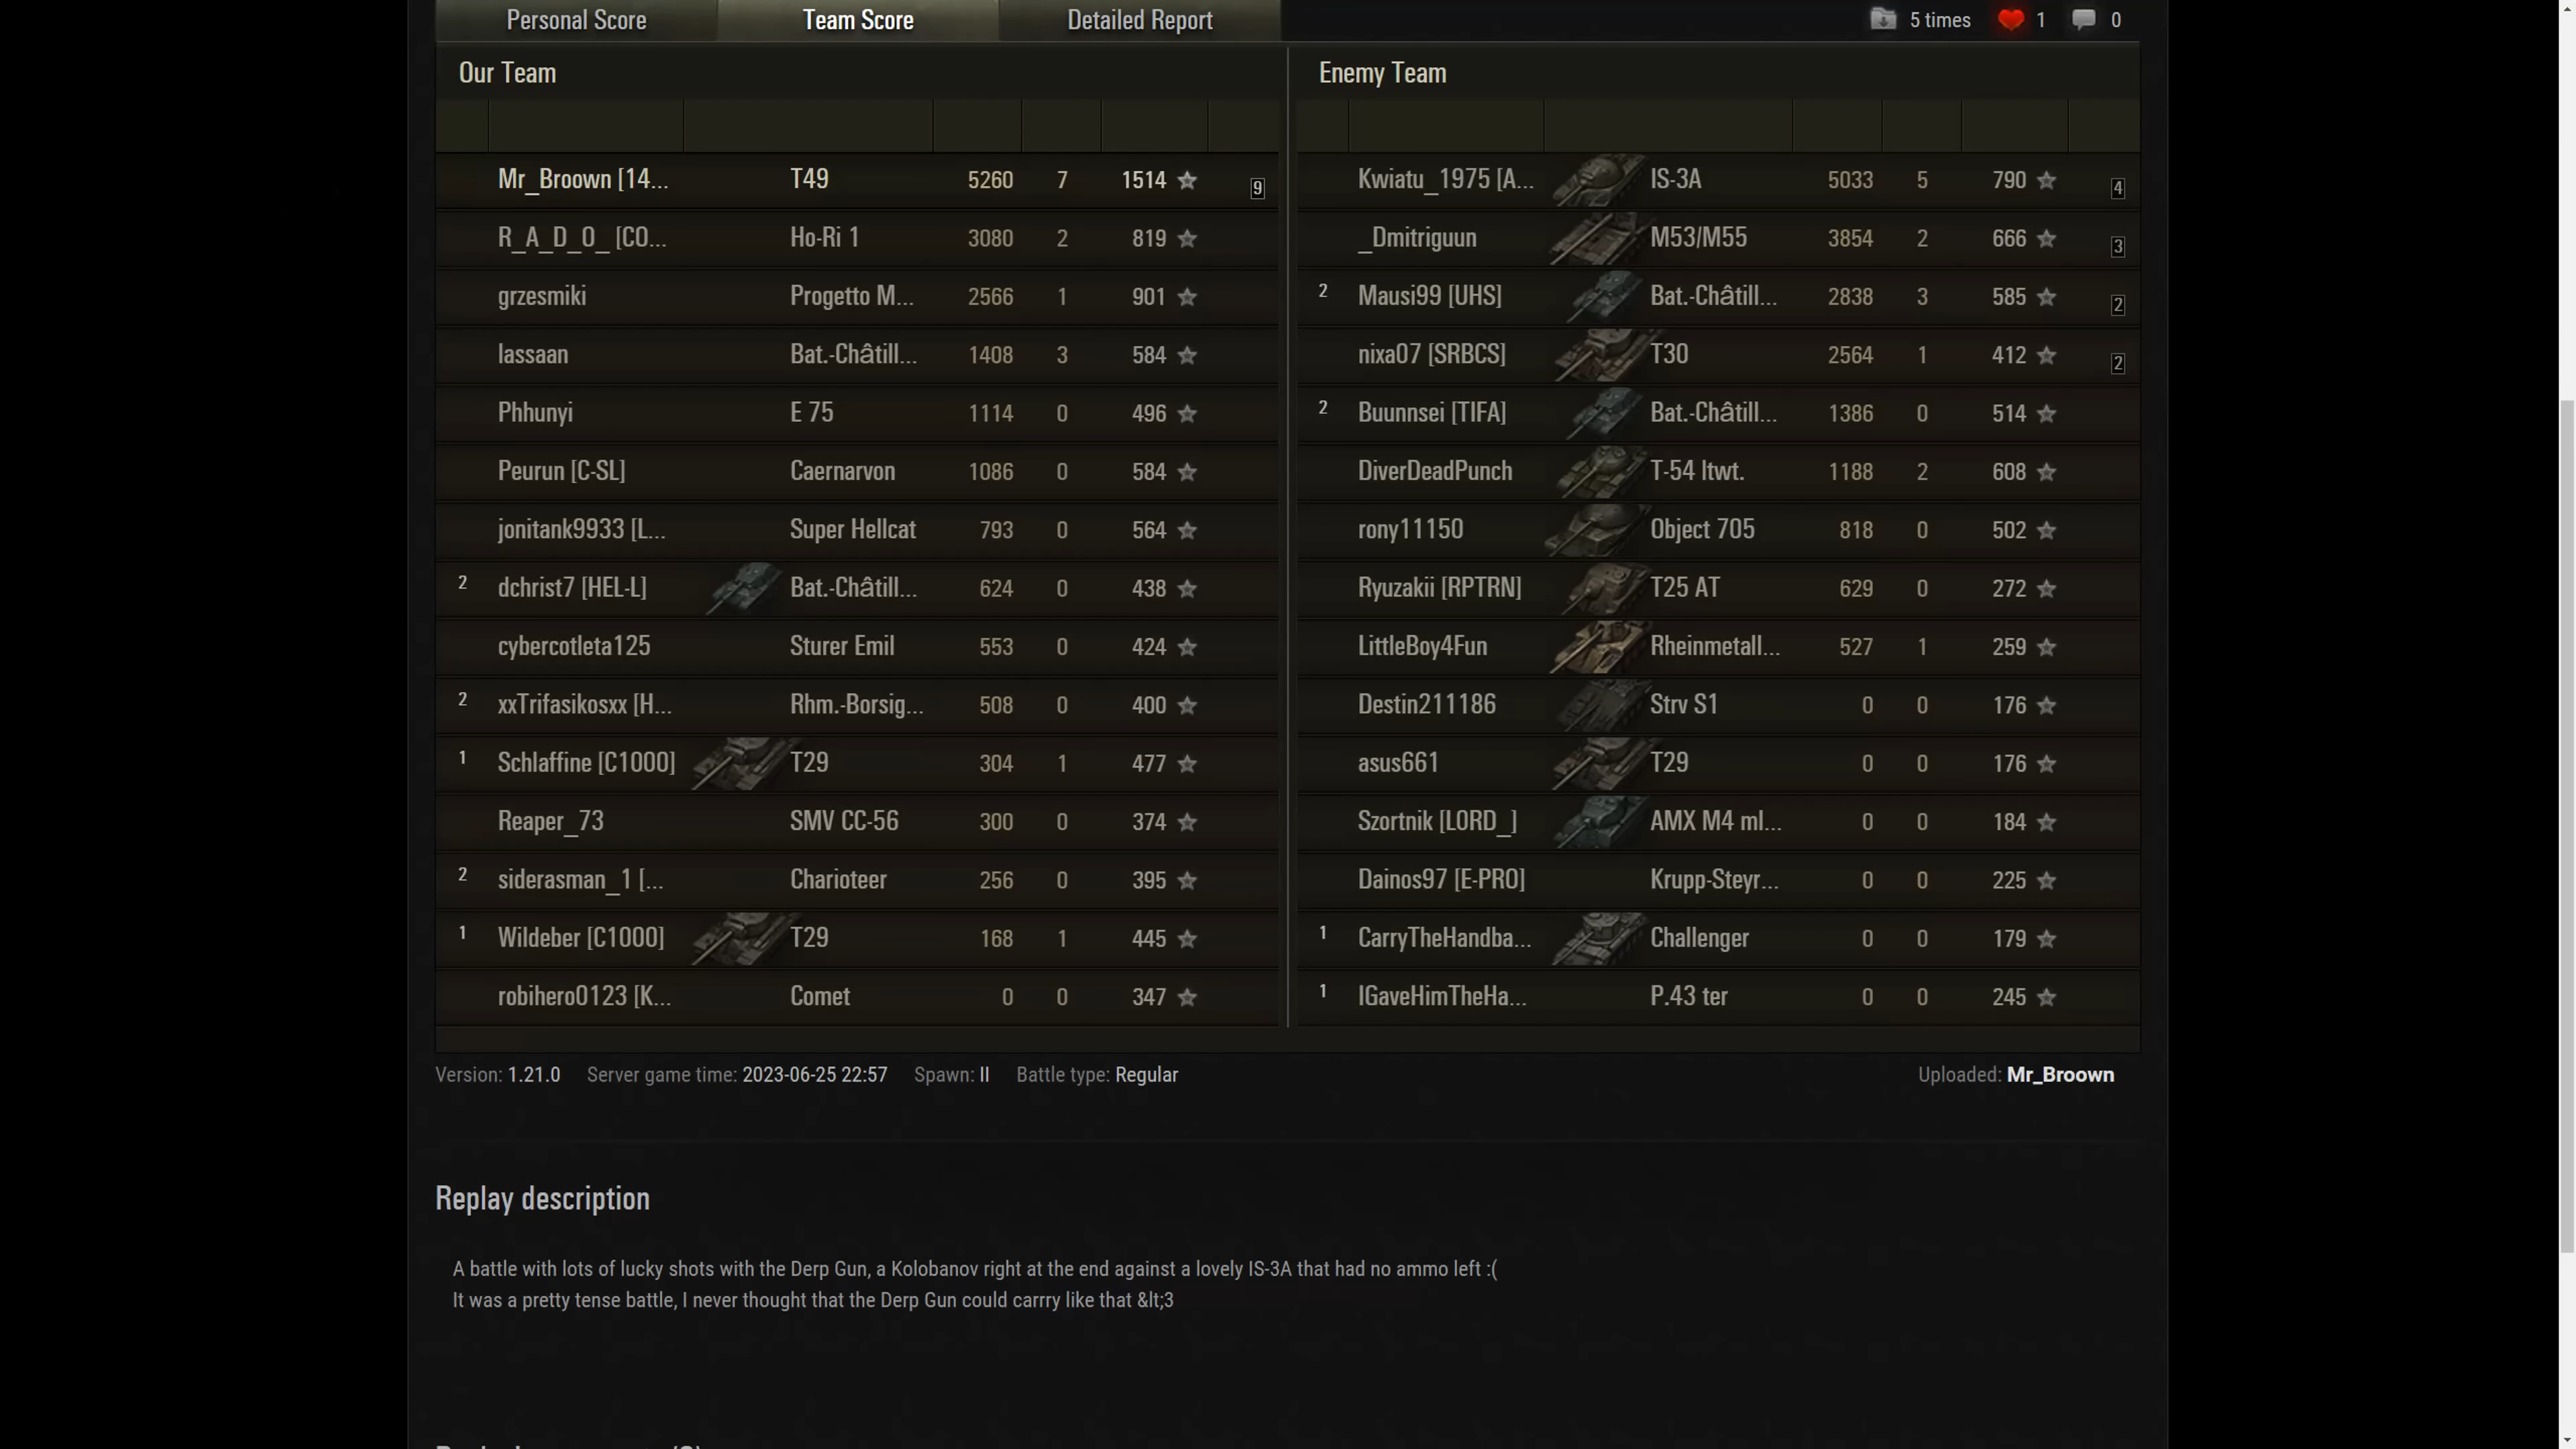 Personal Score Team Score Detailed Report 5 times 1 0
Our Team Enemy Team
Mr_Broown [14... T49 5260 7 1514 9 Kwiatu_1975 [A... IS-3A 5033 5 790 4
R_A_D_O_ [CO... Ho-Ri 1 3080 2 819 _Dmitriguun M53/M55 3854 2 666 3
grzesmiki Progetto M... 2566 1 901 2 Mausi99 [UHS] Bat.-Châtill... 2838 3 585 2
lassaan Bat.-Châtill... 1408 3 584 nixa07 [SRBCS] T30 2564 1 412 2
Phhunyi E 75 1114 0 496 2 Buunnsei [TIFA] Bat.-Châtill... 1386 0 514
Peurun [C-SL] Caernarvon 1086 0 584 DiverDeadPunch T-54 ltwt. 1188 2 608
jonitank9933 [L... Super Hellcat 793 0 564 rony11150 Object 705 818 0 502
2 dchrist7 [HEL-L] Bat.-Châtill... 624 0 438 Ryuzakii [RPTRN] T25 AT 629 0 272
cybercotleta125 Sturer Emil 553 0 424 LittleBoy4Fun Rheinmetall... 527 1 259
2 xxTrifasikosxx [H... Rhm.-Borsig... 508 0 400 Destin211186 Strv S1 0 0 176
1 Schlaffine [C1000] T29 304 1 477 asus661 T29 0 0 176
Reaper_73 SMV CC-56 300 0 374 Szortnik [LORD_] AMX M4 ml... 0 0 184
2 siderasman_1 [... Charioteer 256 0 395 Dainos97 [E-PRO] Krupp-Steyr... 0 0 225
1 Wildeber [C1000] T29 168 1 445 1 CarryTheHandba... Challenger 0 0 179
robihero0123 [K... Comet 0 0 347 1 IGaveHimTheHa... P.43 ter 0 0 245
Version: 1.21.0 Server game time: 2023-06-25 22:57 Spawn: II Battle type: Regular Uploaded: Mr_Broown
Replay description
A battle with lots of lucky shots with the Derp Gun, a Kolobanov right at the end against a lovely IS-3A that had no ammo left :(
It was a pretty tense battle, I never thought that the Derp Gun could carrry like that &lt;3